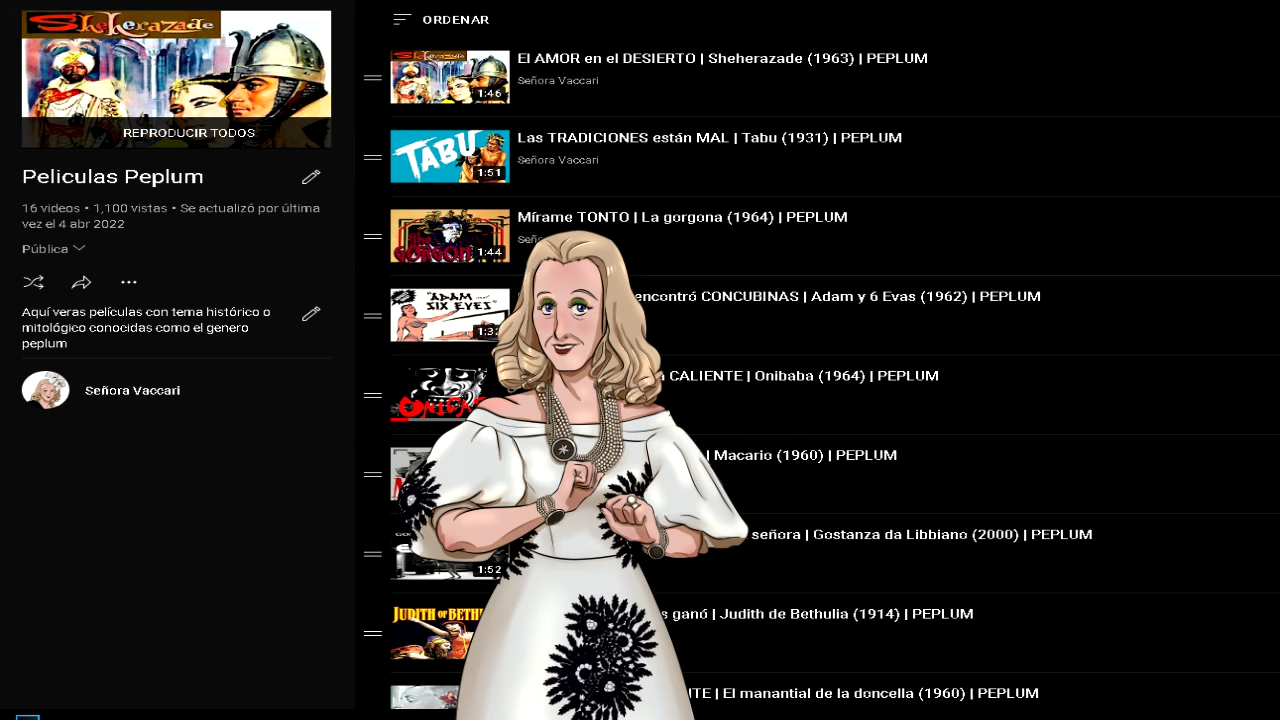 Sheherazade
REPRODUCIR TODOS
Peliculas Peplum
16 videos • 1,100 vistas • Se actualizó por última
vez el 4 abr 2022
Pública
Aquí veras películas con tema histórico o
mitológico conocidas como el genero
peplum
Señora Vaccari
ORDENAR
Sheherazade
1:46
El AMOR en el DESIERTO | Sheherazade (1963) | PEPLUM
Señora Vaccari
TABU
1:51
Las TRADICIONES están MAL | Tabu (1931) | PEPLUM
Señora Vaccari
The GORGON
1:44
Mírame TONTO | La gorgona (1964) | PEPLUM
"ADAM and
SIX EVES"
encontró CONCUBINAS | Adam y 6 Evas (1962) | PEPLUM
CALIENTE | Onibaba (1964) | PEPLUM
| Macario (1960) | PEPLUM
1:52
señora | Gostanza da Libbiano (2000) | PEPLUM
JUDITH OF
ganó | Judith de Bethulia (1914) | PEPLUM
| El manantial de la doncella (1960) | PEPLUM